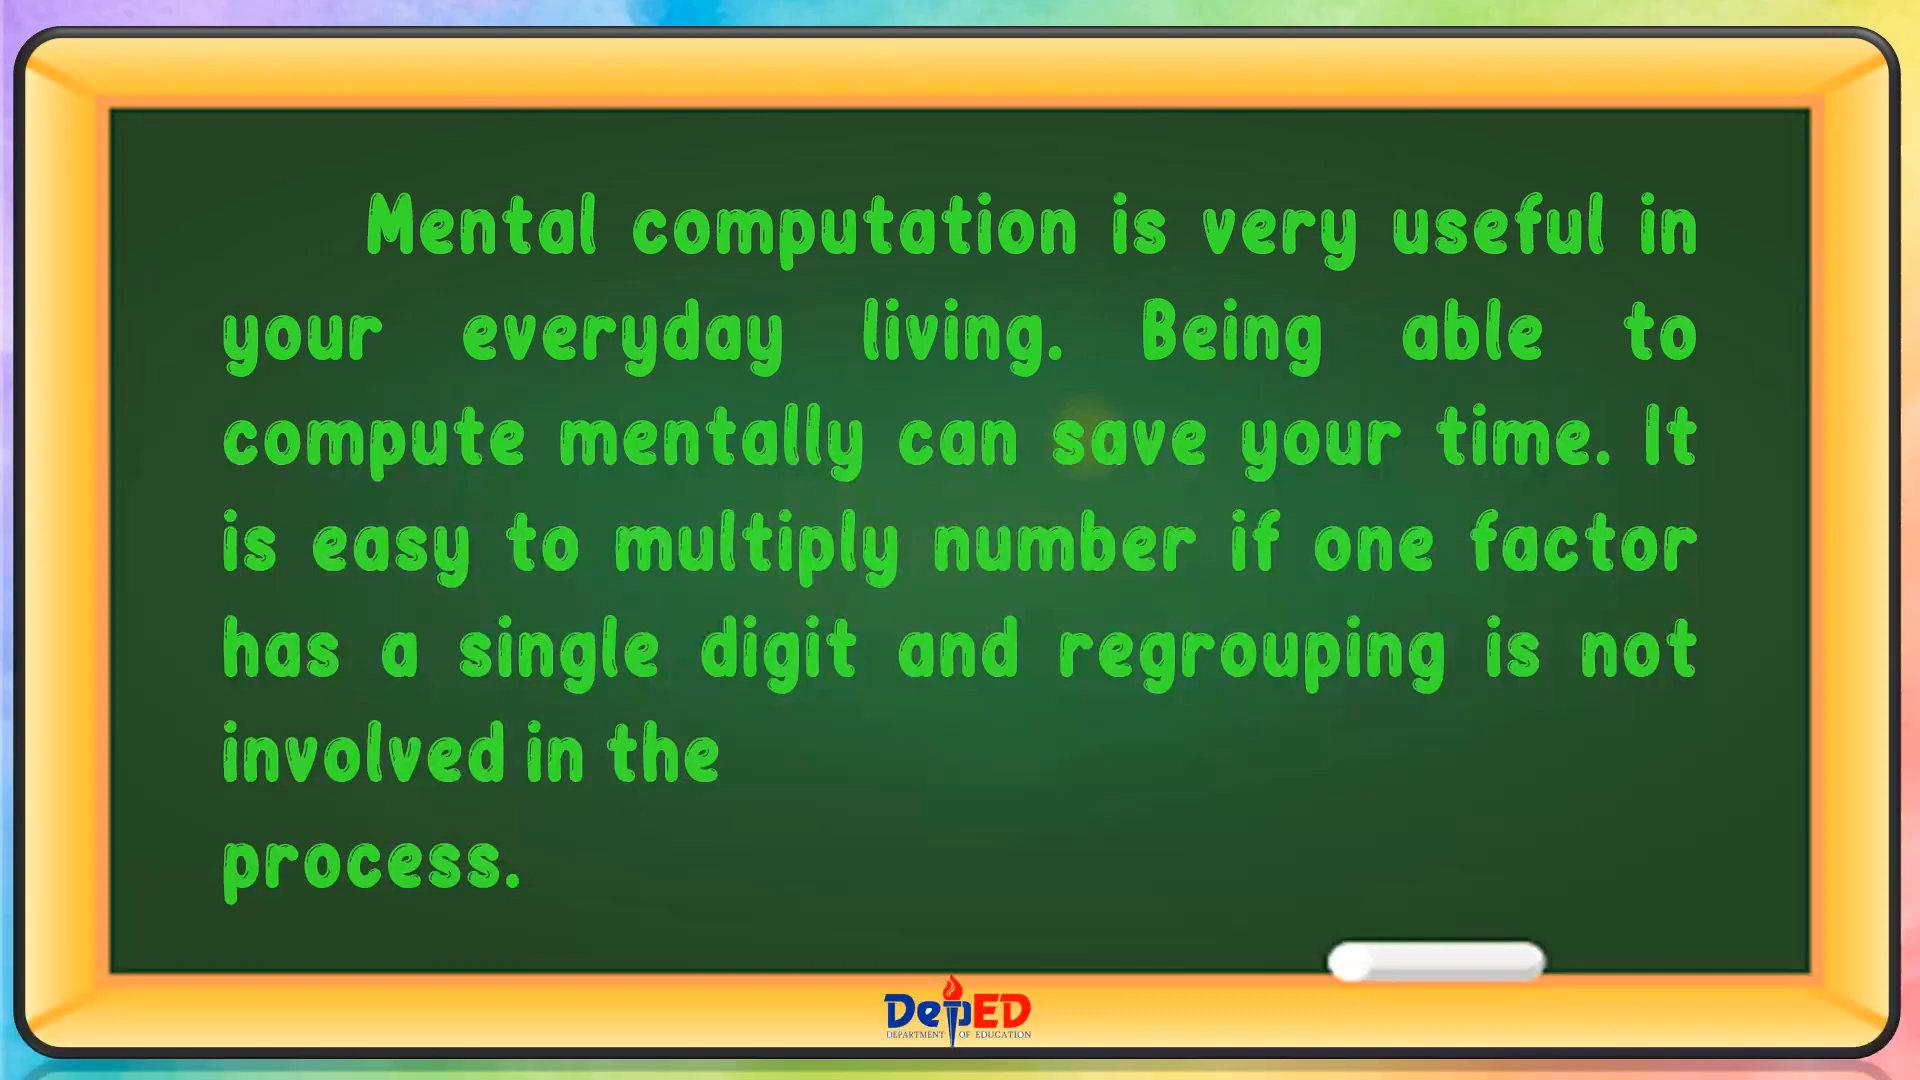 Mental computation is very useful in
your everyday living. Being able to
compute mentally can save your time. It
is easy to multiply number if one factor
has a single digit and regrouping is not
involved in the
process.
DepED
DEPARTMENT OF EDUCATION